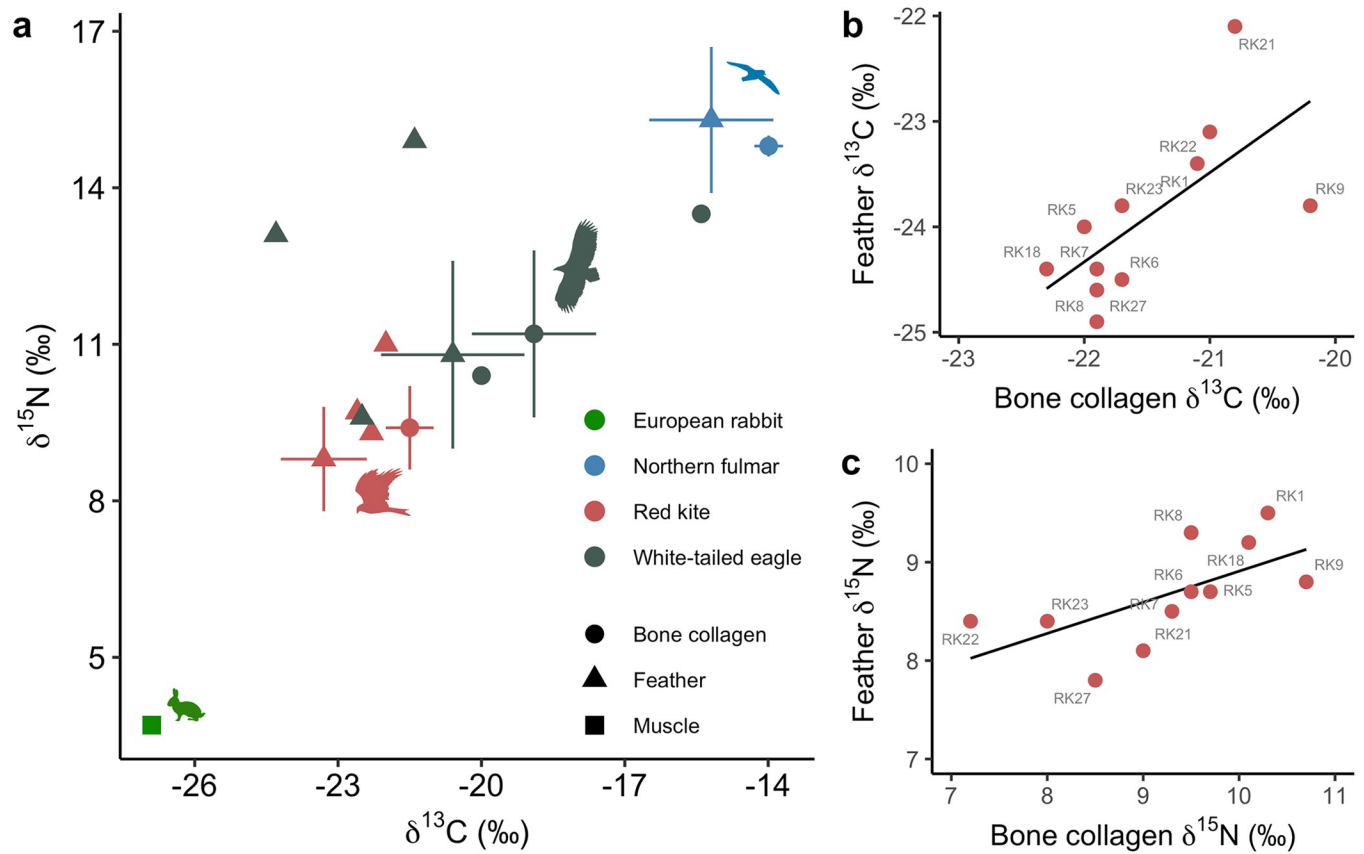 a
17
14
11
8
5
δ15N (‰)
-26
-23
-20
-17
-14
δ13C (‰)
European rabbit
Northern fulmar
Red kite
White-tailed eagle
Bone collagen
Feather
Muscle
b
-22
-23
-24
-25
Feather δ13C (‰)
RK21
RK22
RK1
RK23
RK9
RK5
RK18
RK7
RK6
RK8
RK27
-23
-22
-21
-20
Bone collagen δ13C (‰)
c
10
9
8
7
Feather δ15N (‰)
RK1
RK8
RK18
RK9
RK6
RK5
RK7
RK23
RK21
RK22
RK27
7
8
9
10
11
Bone collagen δ15N (‰)